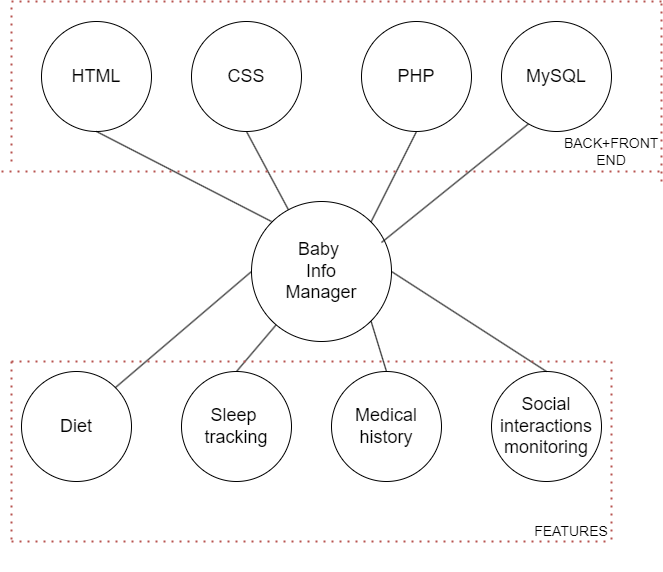 HTML
CSS
PHP
MySQL
BACK+FRONT
END
Baby
Info
Manager
Diet
Sleep
tracking
Medical
history
Social
interactions
monitoring
FEATURES